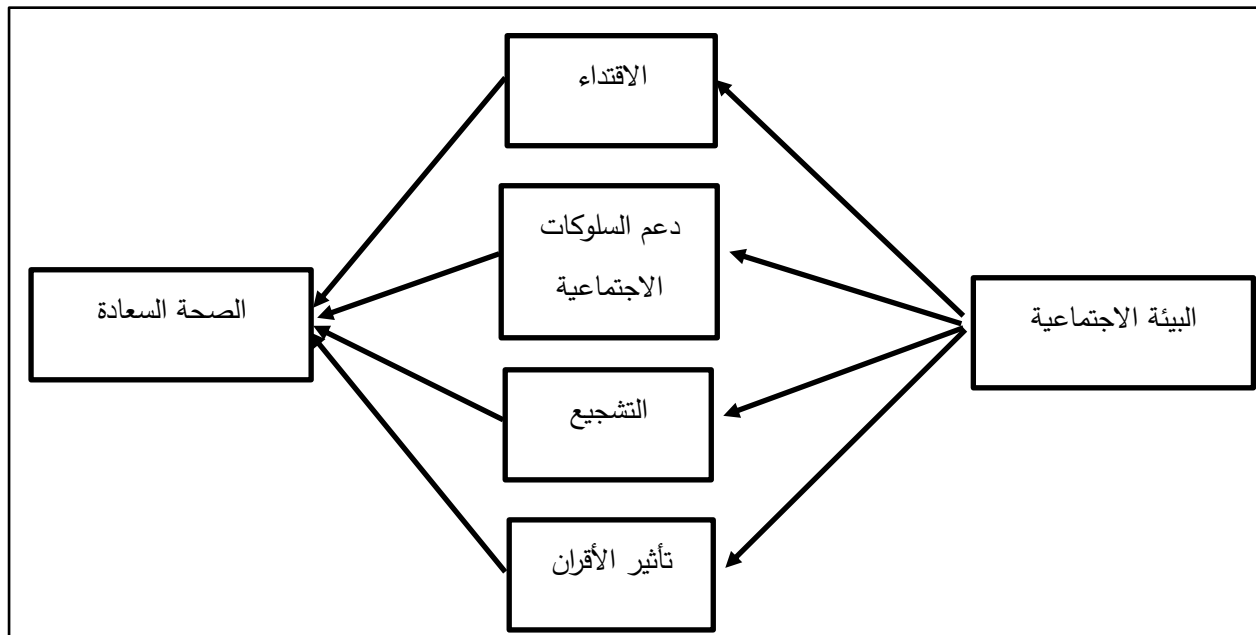 الاقتداء
دعم السلوكات
الاجتماعية
البيئة الاجتماعية
الصحة السعادة
التشجيع
تأثير الأقران